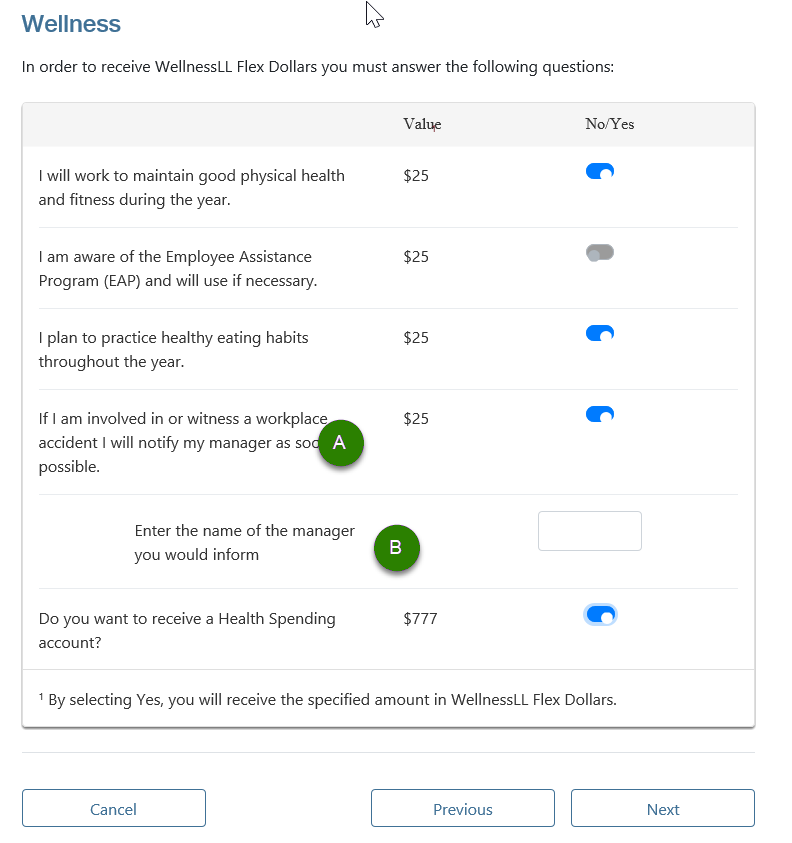 Wellness
In order to receive WellnessLL Flex Dollars you must answer the following questions:
Value No/Yes
I will work to maintain good physical health $25
and fitness during the year.
I am aware of the Employee Assistance $25
Program (EAP) and will use if necessary.
I plan to practice healthy eating habits $25
throughout the year.
If I am involved in or witness a workplace $25
accident I will notify my manager as A
possible.
Enter the name of the manager
you would inform B
Do you want to receive a Health Spending $777
account?
1 By selecting Yes, you will receive the specified amount in WellnessLL Flex Dollars.
Cancel Previous Next